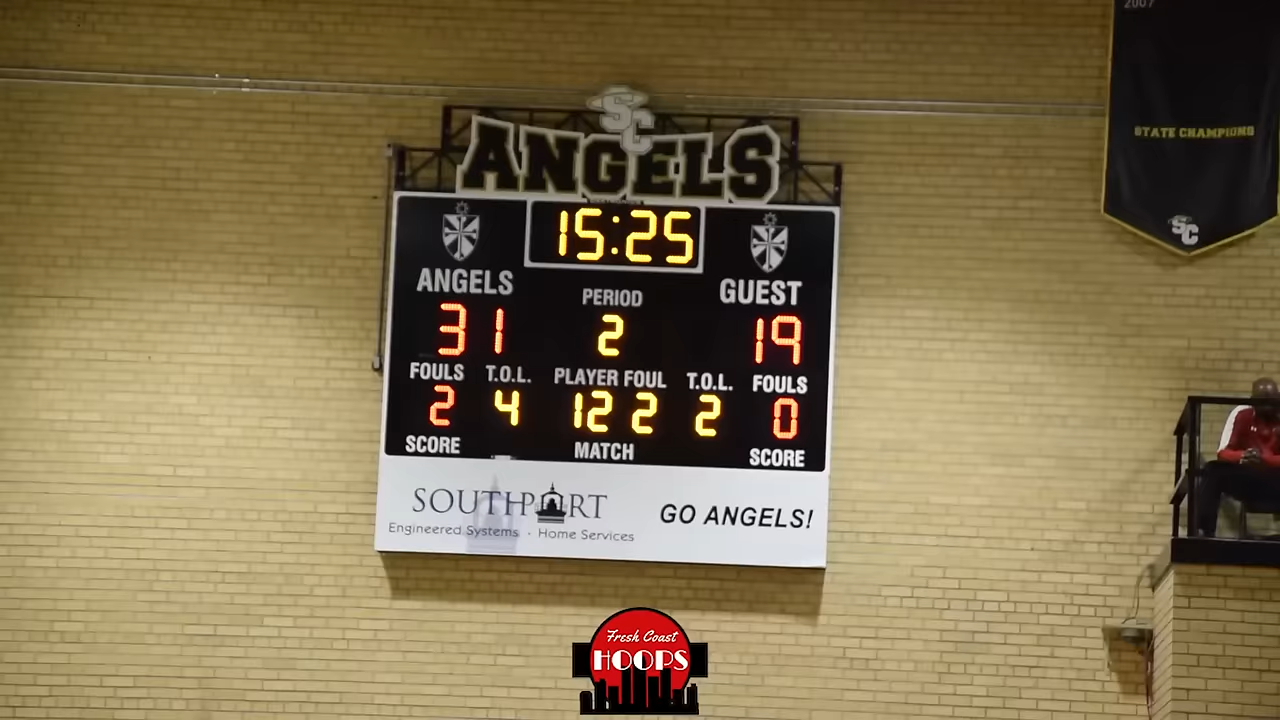 2007
STATE CHAMPIONS
SC
SC
ANGELS
15:25
ANGELS
PERIOD
GUEST
31
2
19
FOULS
T.O.L.
PLAYER FOUL
T.O.L.
FOULS
2
4
12 2
2
0
SCORE
MATCH
SCORE
SOUTHPORT
Engineered Systems · Home Services
GO ANGELS!
Fresh Coast
HOOPS